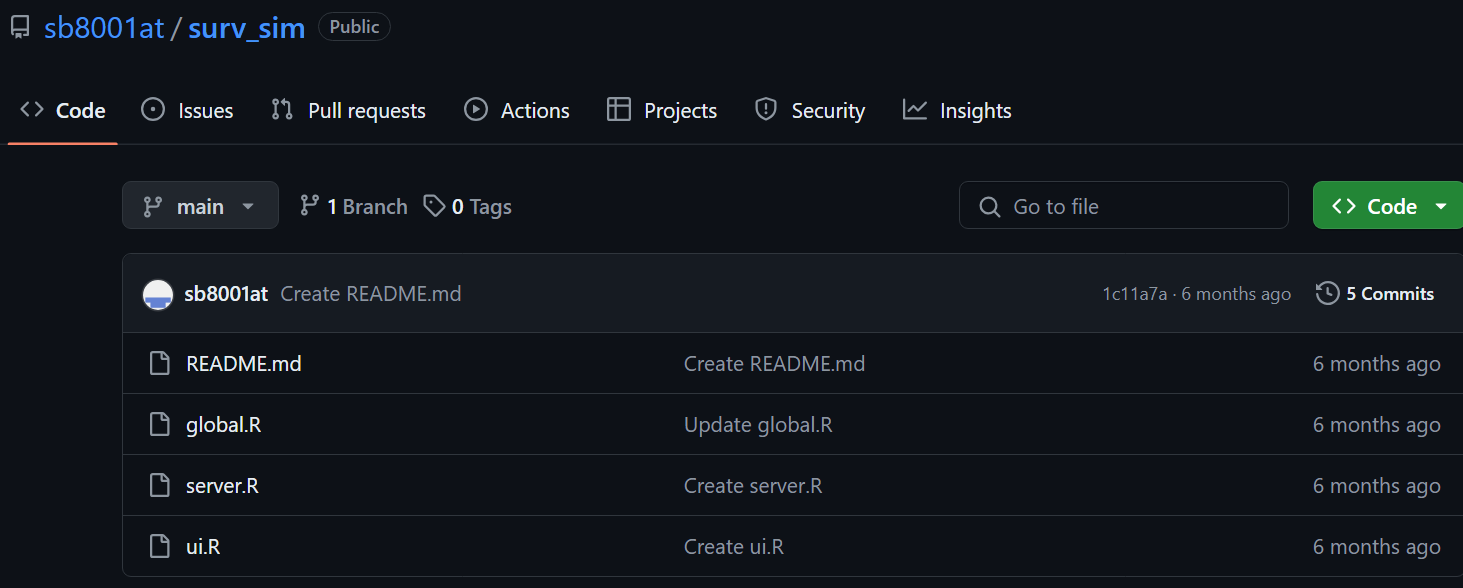 sb8001at / surv_sim Public
Code Issues Pull requests Actions Projects Security Insights
main 1 Branch 0 Tags Go to file Code
sb8001at Create README.md 1c11a7a · 6 months ago 5 Commits
README.md Create README.md 6 months ago
global.R Update global.R 6 months ago
server.R Create server.R 6 months ago
ui.R Create ui.R 6 months ago